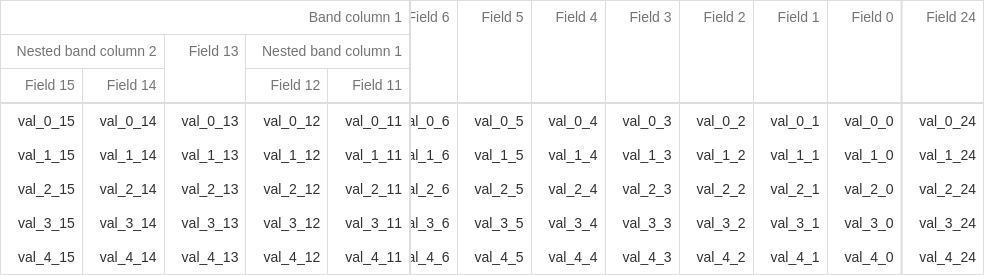 Band column 1 Field 6 Field 5 Field 4 Field 3 Field 2 Field 1 Field 0 Field 24
Nested band column 2 Field 13 Nested band column 1
Field 15 Field 14 Field 12 Field 11
val_0_15 val_0_14 val_0_13 val_0_12 val_0_11 al_0_6 val_0_5 val_0_4 val_0_3 val_0_2 val_0_1 val_0_0 val_0_24
val_1_15 val_1_14 val_1_13 val_1_12 val_1_11 al_1_6 val_1_5 val_1_4 val_1_3 val_1_2 val_1_1 val_1_0 val_1_24
val_2_15 val_2_14 val_2_13 val_2_12 val_2_11 al_2_6 val_2_5 val_2_4 val_2_3 val_2_2 val_2_1 val_2_0 val_2_24
val_3_15 val_3_14 val_3_13 val_3_12 val_3_11 al_3_6 val_3_5 val_3_4 val_3_3 val_3_2 val_3_1 val_3_0 val_3_24
val_4_15 val_4_14 val_4_13 val_4_12 val_4_11 al_4_6 val_4_5 val_4_4 val_4_3 val_4_2 val_4_1 val_4_0 val_4_24